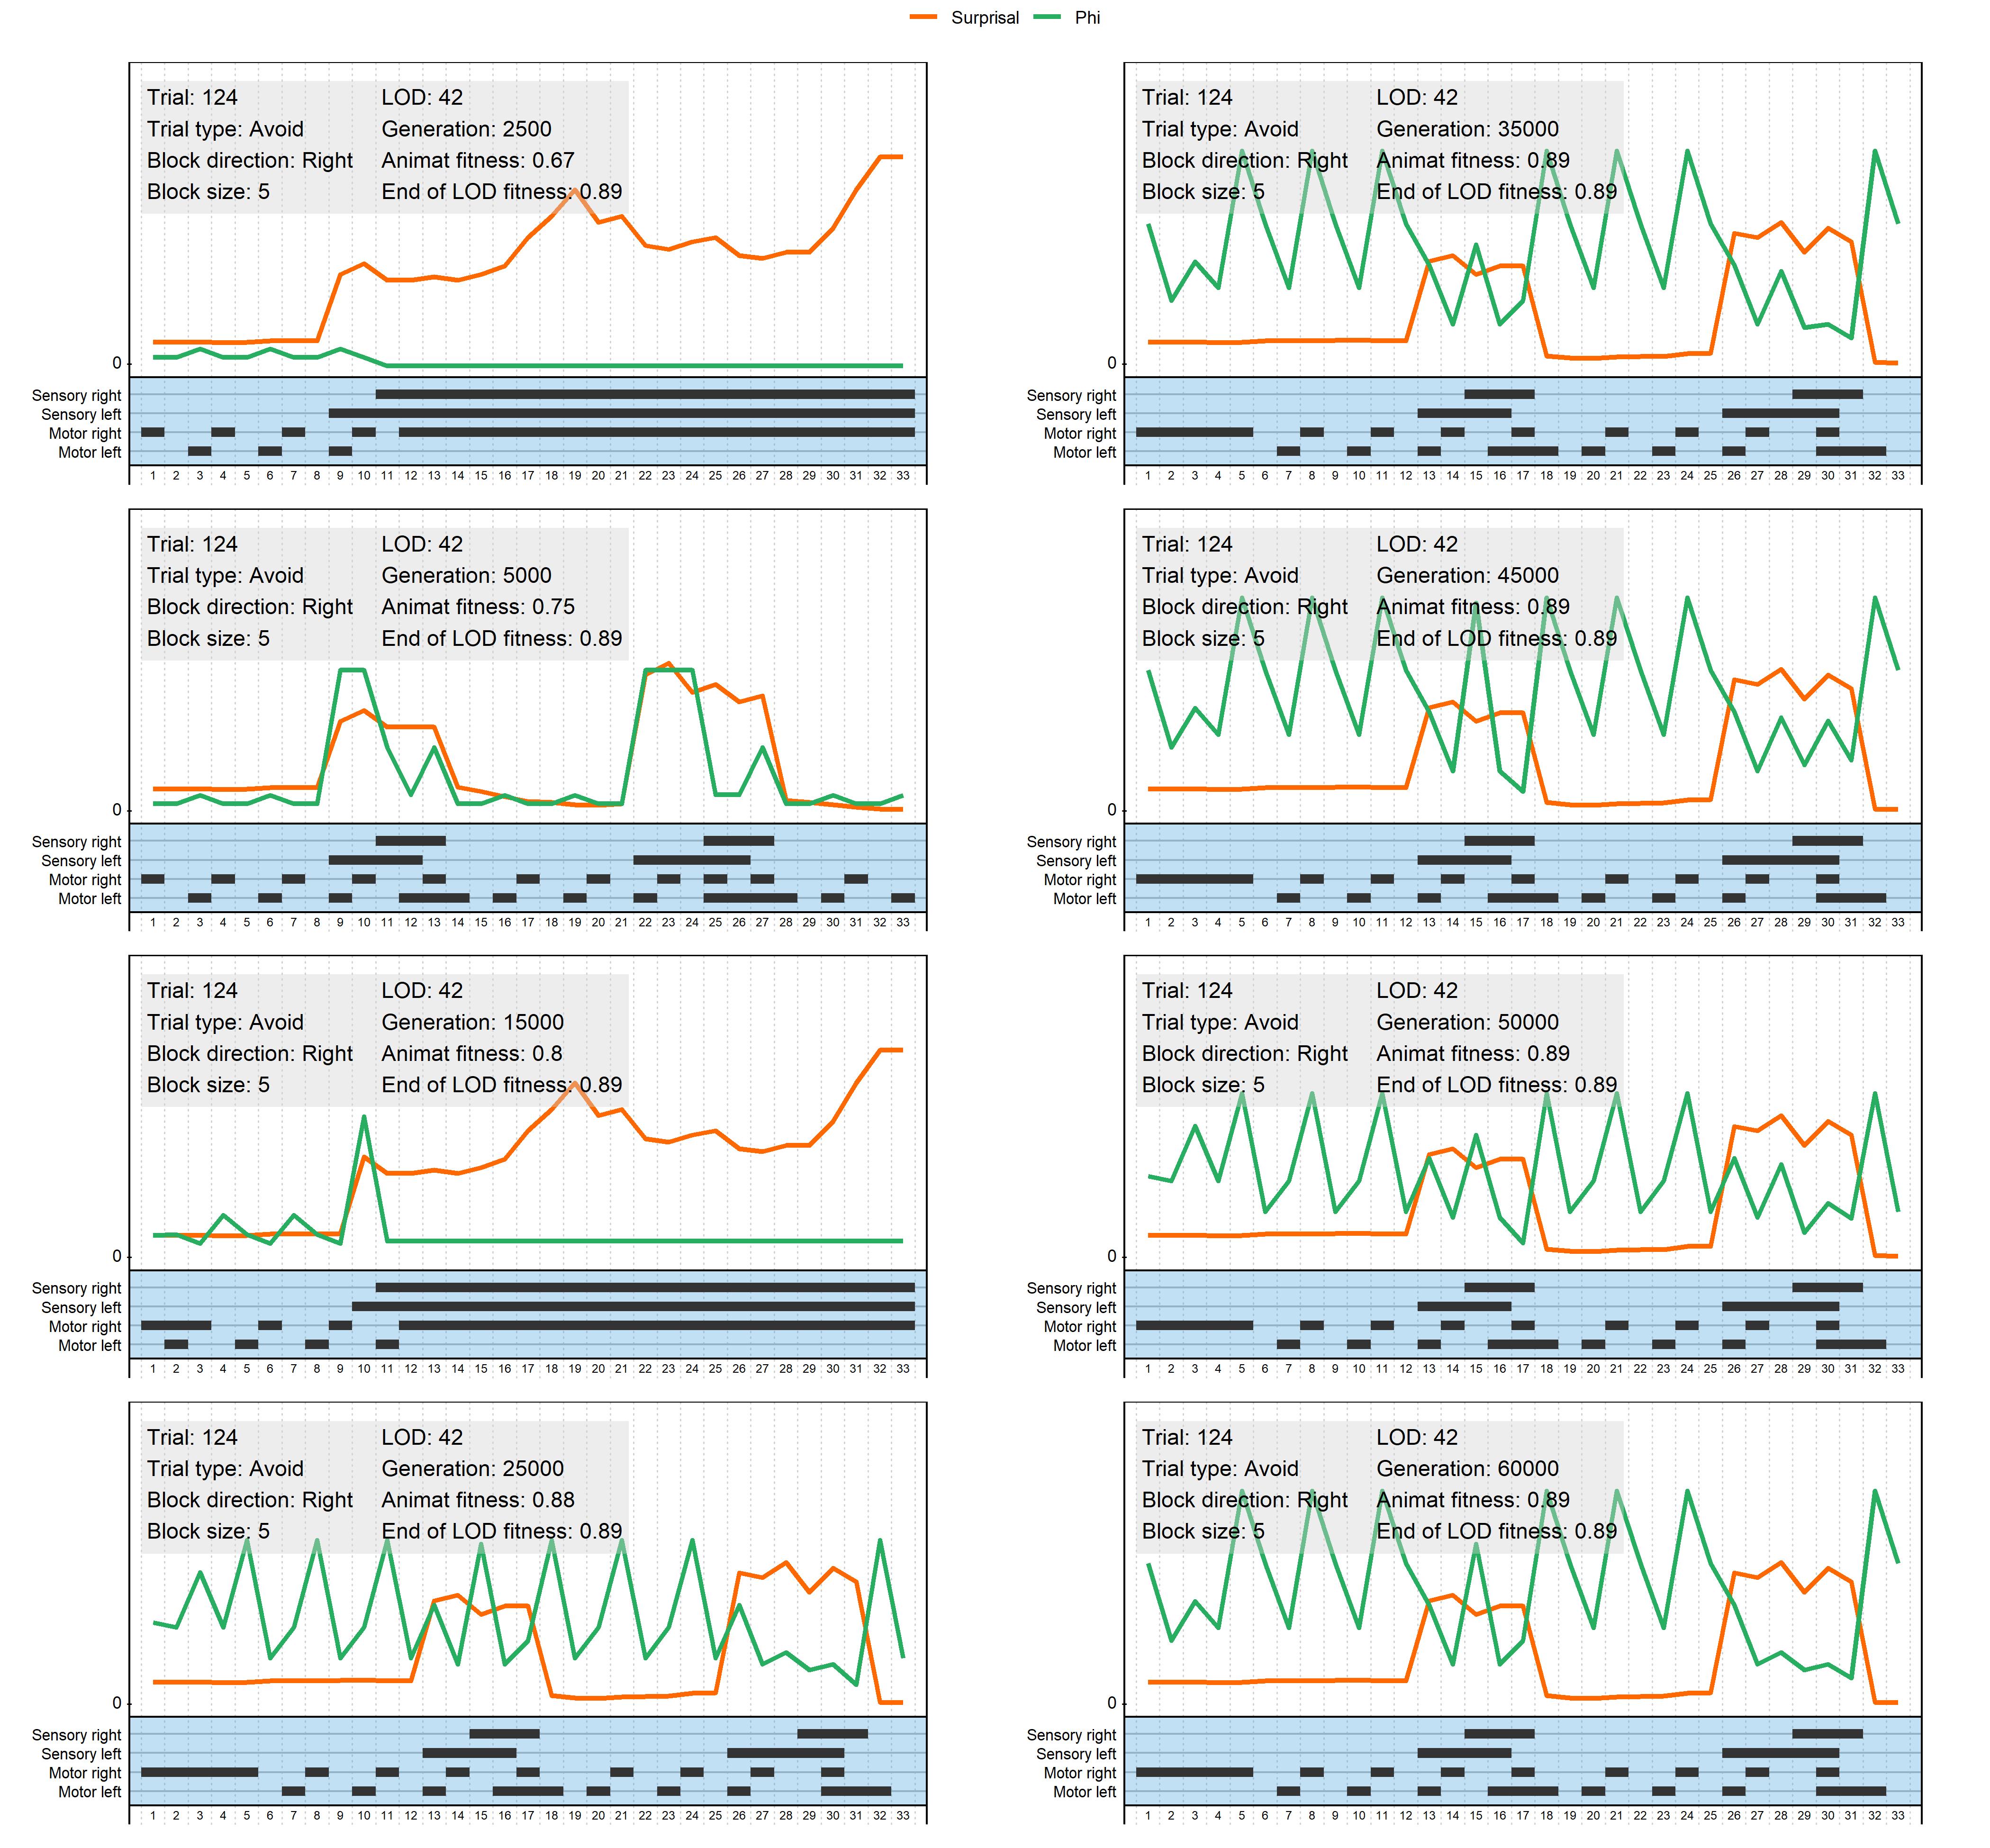 Surprisal Phi
Trial: 124 LOD: 42
Trial type: Avoid Generation: 2500
Block direction: Right Animat fitness: 0.67
Block size: 5 End of LOD fitness: 0.89
0
Sensory right
Sensory left
Motor right
Motor left
1 2 3 4 5 6 7 8 9 10 11 12 13 14 15 16 17 18 19 20 21 22 23 24 25 26 27 28 29 30 31 32 33
Trial: 124 LOD: 42
Trial type: Avoid Generation: 35000
Block direction: Right Animat fitness: 0.89
Block size: 5 End of LOD fitness: 0.89
0
Sensory right
Sensory left
Motor right
Motor left
1 2 3 4 5 6 7 8 9 10 11 12 13 14 15 16 17 18 19 20 21 22 23 24 25 26 27 28 29 30 31 32 33
Trial: 124 LOD: 42
Trial type: Avoid Generation: 5000
Block direction: Right Animat fitness: 0.75
Block size: 5 End of LOD fitness: 0.89
0
Sensory right
Sensory left
Motor right
Motor left
1 2 3 4 5 6 7 8 9 10 11 12 13 14 15 16 17 18 19 20 21 22 23 24 25 26 27 28 29 30 31 32 33
Trial: 124 LOD: 42
Trial type: Avoid Generation: 45000
Block direction: Right Animat fitness: 0.89
Block size: 5 End of LOD fitness: 0.89
0
Sensory right
Sensory left
Motor right
Motor left
1 2 3 4 5 6 7 8 9 10 11 12 13 14 15 16 17 18 19 20 21 22 23 24 25 26 27 28 29 30 31 32 33
Trial: 124 LOD: 42
Trial type: Avoid Generation: 15000
Block direction: Right Animat fitness: 0.8
Block size: 5 End of LOD fitness: 0.89
0
Sensory right
Sensory left
Motor right
Motor left
1 2 3 4 5 6 7 8 9 10 11 12 13 14 15 16 17 18 19 20 21 22 23 24 25 26 27 28 29 30 31 32 33
Trial: 124 LOD: 42
Trial type: Avoid Generation: 50000
Block direction: Right Animat fitness: 0.89
Block size: 5 End of LOD fitness: 0.89
0
Sensory right
Sensory left
Motor right
Motor left
1 2 3 4 5 6 7 8 9 10 11 12 13 14 15 16 17 18 19 20 21 22 23 24 25 26 27 28 29 30 31 32 33
Trial: 124 LOD: 42
Trial type: Avoid Generation: 25000
Block direction: Right Animat fitness: 0.88
Block size: 5 End of LOD fitness: 0.89
0
Sensory right
Sensory left
Motor right
Motor left
1 2 3 4 5 6 7 8 9 10 11 12 13 14 15 16 17 18 19 20 21 22 23 24 25 26 27 28 29 30 31 32 33
Trial: 124 LOD: 42
Trial type: Avoid Generation: 60000
Block direction: Right Animat fitness: 0.89
Block size: 5 End of LOD fitness: 0.89
0
Sensory right
Sensory left
Motor right
Motor left
1 2 3 4 5 6 7 8 9 10 11 12 13 14 15 16 17 18 19 20 21 22 23 24 25 26 27 28 29 30 31 32 33